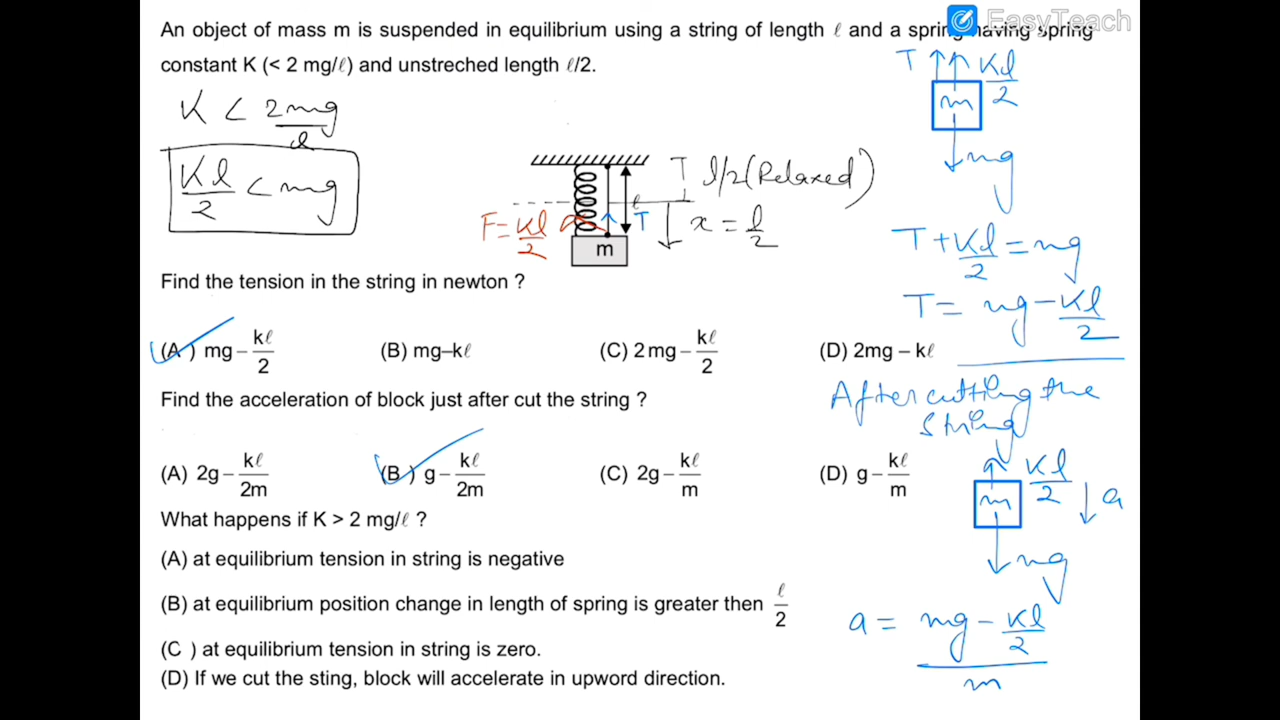 An object of mass m is suspended in equilibrium using a string of length ℓ and a spring having spring
EasyTeach
constant K (< 2 mg/ℓ) and unstreched length ℓ/2.
K < 2mg/l
Kl/2 < mg
T Kl/2
m
mg
T l/2 (Relaxed)
ℓ
F = Kl/2
T
x = l/2
m
T + Kl/2 = mg
T = mg - Kl/2
Find the tension in the string in newton ?
(A ) mg – kℓ/2 (B) mg–kℓ (C) 2 mg – kℓ/2 (D) 2mg – kℓ
After cutting the
string
Find the acceleration of block just after cut the string ?
(A) 2g – kℓ/2m (B ) g – kℓ/2m (C) 2g – kℓ/m (D) g – kℓ/m
Kl/2
m
a
mg
What happens if K > 2 mg/ℓ ?
(A) at equilibrium tension in string is negative
(B) at equilibrium position change in length of spring is greater then ℓ/2
(C ) at equilibrium tension in string is zero.
(D) If we cut the sting, block will accelerate in upword direction.
a = mg - Kl/2 / m